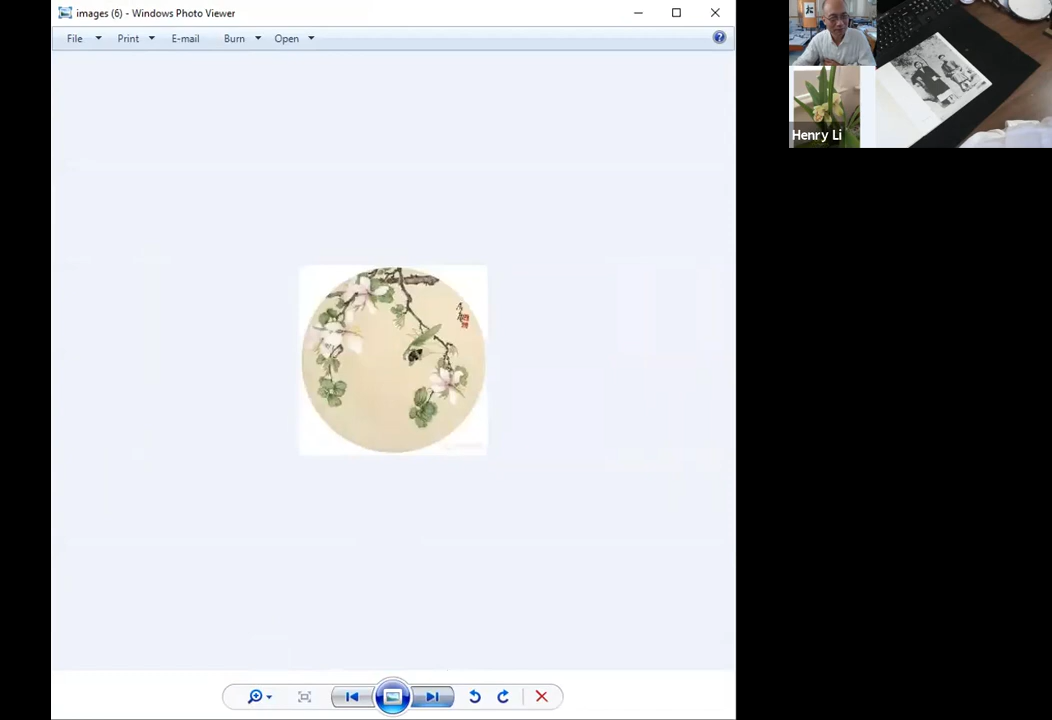 images (6) - Windows Photo Viewer
File Print E-mail Burn Open
Henry Li